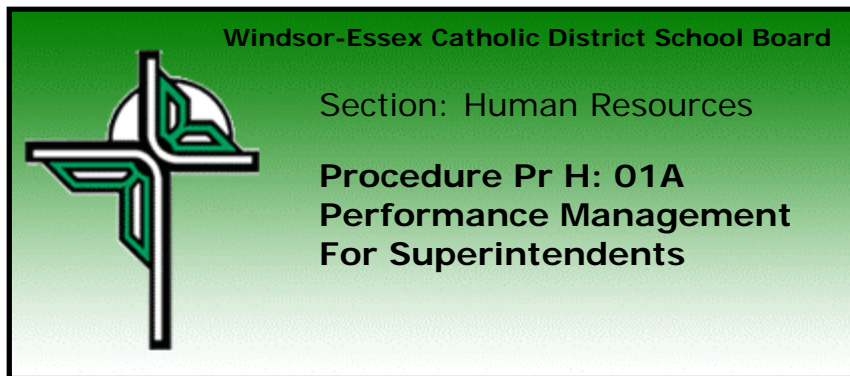 Windsor-Essex Catholic District School Board
Section: Human Resources
Procedure Pr H: 01A
Performance Management
For Superintendents